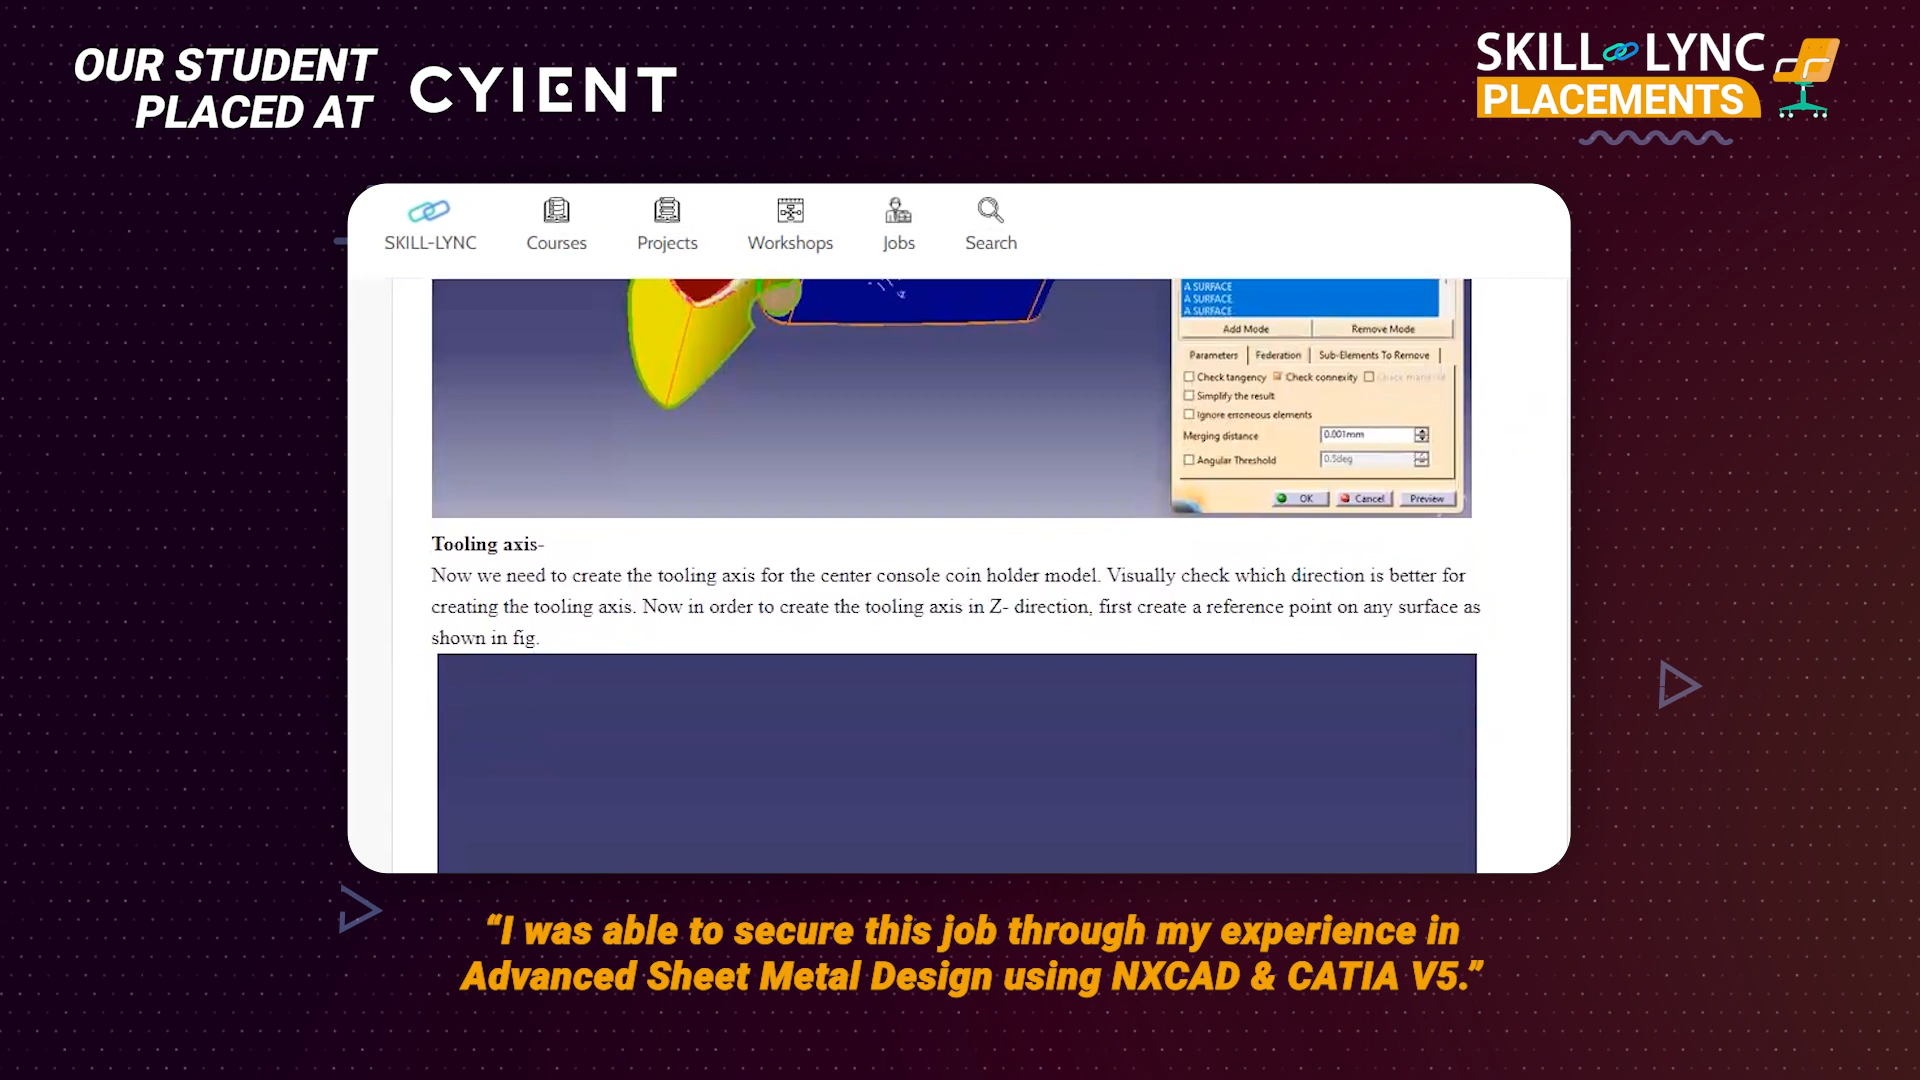 OUR STUDENT
PLACED AT
CYIENT
SKILL LYNC
PLACEMENTS
SKILL-LYNC
Courses
Projects
Workshops
Jobs
Search
A SURFACE
A SURFACE
A SURFACE
Add Mode
Remove Mode
Parameters
Federation
Sub-Elements To Remove
Check tangency
Check connexity
Simplify the result
Ignore erroneous elements
Merging distance
0.001mm
Angular Threshold
0.5deg
OK
Cancel
Preview
Tooling axis-
Now we need to create the tooling axis for the center console coin holder model. Visually check which direction is better for
creating the tooling axis. Now in order to create the tooling axis in Z- direction, first create a reference point on any surface as
shown in fig.
“I was able to secure this job through my experience in
Advanced Sheet Metal Design using NXCAD & CATIA V5.”